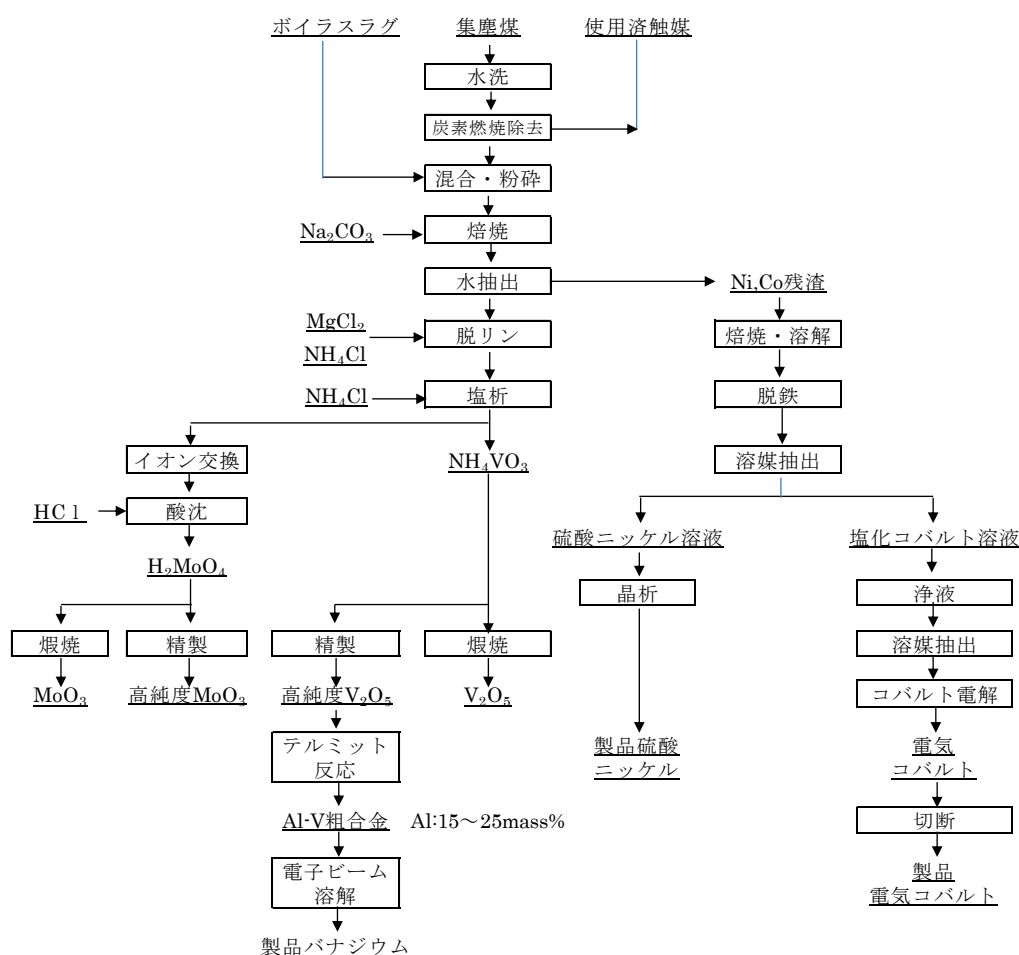 ボイラスラグ 集塵煤 使用済触媒
水洗
炭素燃焼除去
混合・粉砕
Na₂CO₃ 焙焼
水抽出 Ni,Co残渣
MgCl₂ 脱リン 焙焼・溶解
NH₄Cl
NH₄Cl 塩析 脱鉄
イオン交換 NH₄VO₃ 溶媒抽出
HCl 酸沈 硫酸ニッケル溶液 塩化コバルト溶液
H₂MoO₄ 晶析 浄液
煆焼 精製 精製 煆焼 溶媒抽出
MoO₃ 高純度MoO₃ 高純度V₂O₅ V₂O₅ コバルト電解
テルミット 製品硫酸 電気
反応 ニッケル コバルト
Al-V粗合金 Al:15～25mass% 切断
電子ビーム 製品
溶解 電気コバルト
製品バナジウム